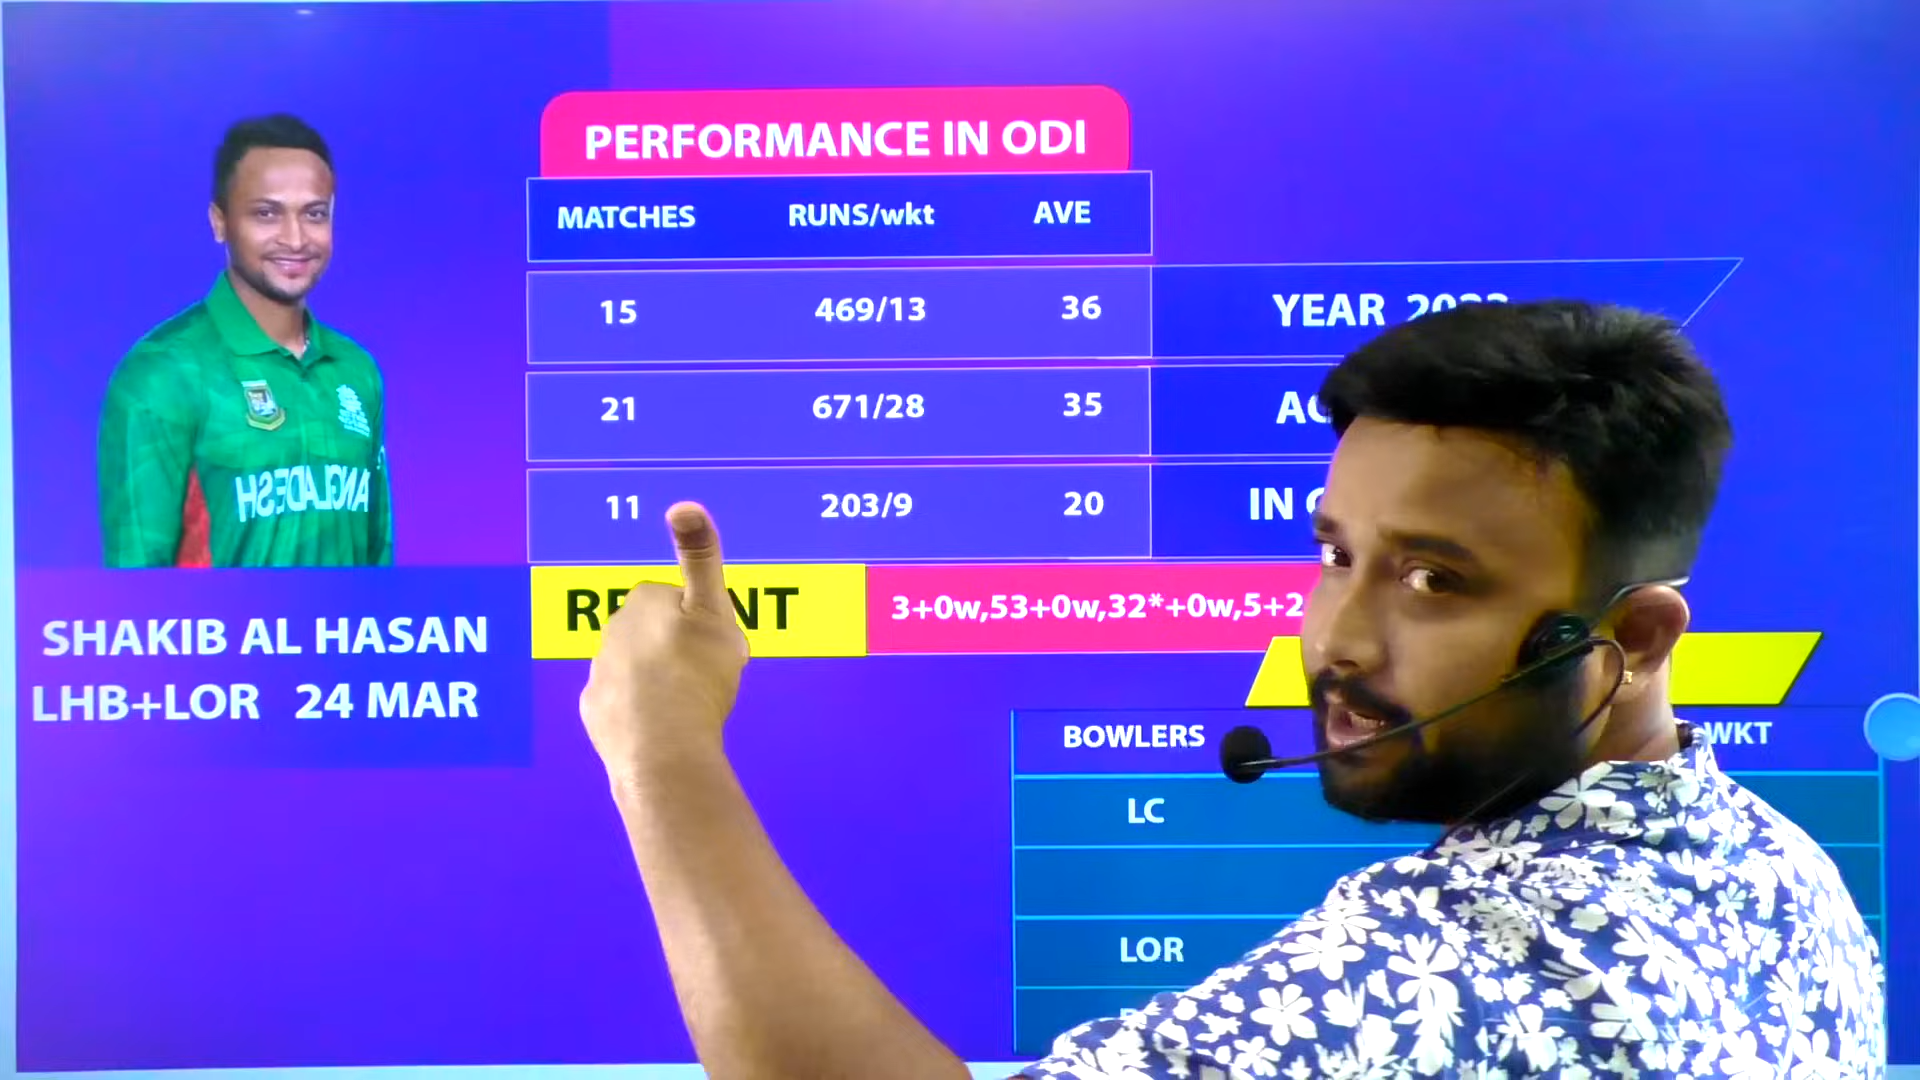 PERFORMANCE IN ODI
MATCHES RUNS/wkt AVE
15 469/13 36 YEAR
21 671/28 35
11 203/9 20 IN
3+0w,53+0w,32*+0w,5+2
SHAKIB AL HASAN
LHB+LOR 24 MAR
BOWLERS WKT
LC
LOR